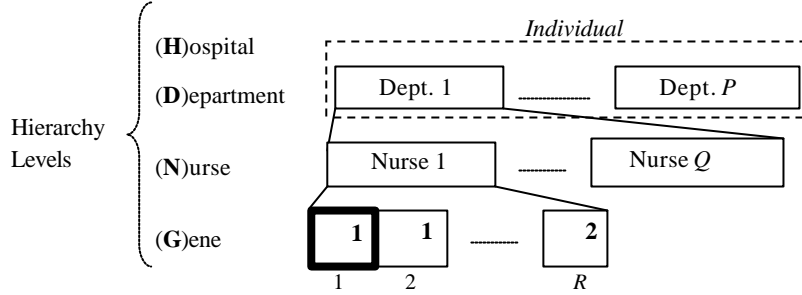 Individual
(H)ospital
(D)epartment
Dept. 1
Dept. P
Hierarchy
Levels
(N)urse
Nurse 1
Nurse Q
(G)ene
1
1
2
1
2
R